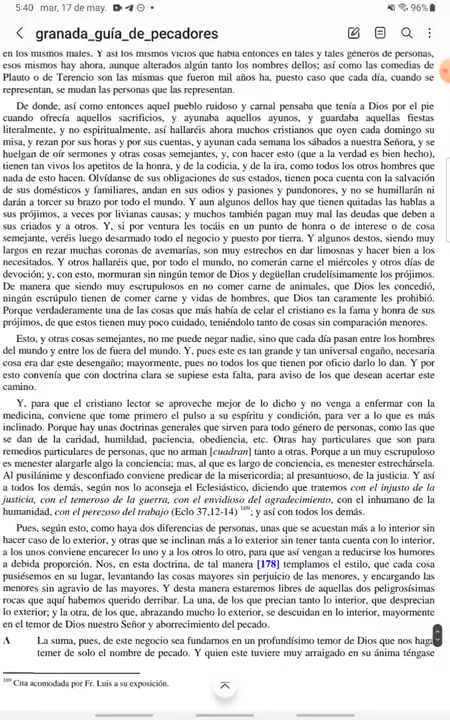 5:40 mar, 17 de may.
96%
granada_guía_de_pecadores
en los mismos males. Y así los mismos vicios que había entonces en tales y tales géneros de personas,
esos mismos hay ahora, aunque alterados algún tanto los nombres dellos; así como las comedias de
Plauto o de Terencio son las mismas que fueron mil años ha, puesto caso que cada día, cuando se
representan, se mudan las personas que las representan.
De donde, así como entonces aquel pueblo ruidoso y carnal pensaba que tenía a Dios por el pie
cuando ofrecía aquellos sacrificios, y ayunaba aquellos ayunos, y guardaba aquellas fiestas
literalmente, y no espiritualmente, así hallaréis ahora muchos cristianos que oyen cada domingo su
misa, y rezan por sus horas y por sus cuentas, y ayunan cada semana los sábados a nuestra Señora, y se
huelgan de oír sermones y otras cosas semejantes, y, con hacer esto (que a la verdad es bien hecho),
tienen tan vivos los apetitos de la honra, y de la codicia, y de la ira, como todos los otros hombres que
nada de esto hacen. Olvídanse de sus obligaciones de sus estados, tienen poca cuenta con la salvación
de sus domésticos y familiares, andan en sus odios y pasiones y pundonores, y no se humillarán ni
darán a torcer su brazo por todo el mundo. Y aun algunos dellos hay que tienen quitadas las hablas a
sus prójimos, a veces por livianas causas; y muchos también pagan muy mal las deudas que deben a
sus criados y a otros. Y, si por ventura les tocáis en un punto de honra o de interese o de cosa
semejante, veréis luego desarmado todo el negocio y puesto por tierra. Y algunos destos, siendo muy
largos en rezar muchas coronas de avemarías, son muy estrechos en dar limosnas y hacer bien a los
necesitados. Y otros hallaréis que, por todo el mundo, no comerán carne el miércoles y otros días de
devoción; y, con esto, mormuran sin ningún temor de Dios y degüellan crudelísimamente los prójimos.
De manera que siendo muy escrupulosos en no comer carne de animales, que Dios les concedió,
ningún escrúpulo tienen de comer carne y vidas de hombres, que Dios tan caramente les prohibió.
Porque verdaderamente una de las cosas que más había de celar el cristiano es la fama y honra de sus
prójimos, de que estos tienen muy poco cuidado, teniéndolo tanto de cosas sin comparación menores.
Esto, y otras cosas semejantes, no me puede negar nadie, sino que cada día pasan entre los hombres
del mundo y entre los de fuera del mundo. Y, pues este es tan grande y tan universal engaño, necesaria
cosa era dar este desengaño; mayormente, pues no todos los que tienen por oficio darlo lo dan. Y por
esto convenía que con doctrina clara se supiese esta falta, para aviso de los que desean acertar este
camino.
Y, para que el cristiano lector se aproveche mejor de lo dicho y no venga a enfermar con la
medicina, conviene que tome primero el pulso a su espíritu y condición, para ver a lo que es más
inclinado. Porque hay unas doctrinas generales que sirven para todo género de personas, como las que
se dan de la caridad, humildad, paciencia, obediencia, etc. Otras hay particulares que son para
remedios particulares de personas, que no arman [cuadran] tanto a otras. Porque a un muy escrupuloso
es menester alargarle algo la conciencia; mas, al que es largo de conciencia, es menester estrechársela.
Al pusilánime y desconfiado conviene predicar de la misericordia; al presuntuoso, de la justicia. Y así
a todos los demás, según nos lo aconseja el Eclesiástico, diciendo que tratemos con el injusto de la
justicia, con el temeroso de la guerra, con el envidioso del agradecimiento, con el inhumano de la
humanidad, con el perezoso del trabajo (Eclo 37,12-14) 169; y así con todos los demás.
Pues, según esto, como haya dos diferencias de personas, unas que se acuestan más a lo interior sin
hacer caso de lo exterior, y otras que se inclinan más a lo exterior sin tener tanta cuenta con lo interior,
a los unos conviene encarecer lo uno y a los otros lo otro, para que así vengan a reducirse los humores
a debida proporción. Nos, en esta doctrina, de tal manera [178] templamos el estilo, que cada cosa
pusiésemos en su lugar, levantando las cosas mayores sin perjuicio de las menores, y encargando las
menores sin agravio de las mayores. Y desta manera estaremos libres de aquellas dos peligrosísimas
rocas que aquí habemos querido derribar. La una, de los que precian tanto lo interior, que desprecian
lo exterior; y la otra, de los que, abrazando mucho lo exterior, se descuidan en lo interior, mayormente
en el temor de Dios nuestro Señor y aborrecimiento del pecado.
A La suma, pues, de este negocio sea fundarnos en un profundísimo temor de Dios que nos haga
temer de solo el nombre de pecado. Y quien este tuviere muy arraigado en su ánima téngase
169 Cita acomodada por Fr. Luis a su exposición.